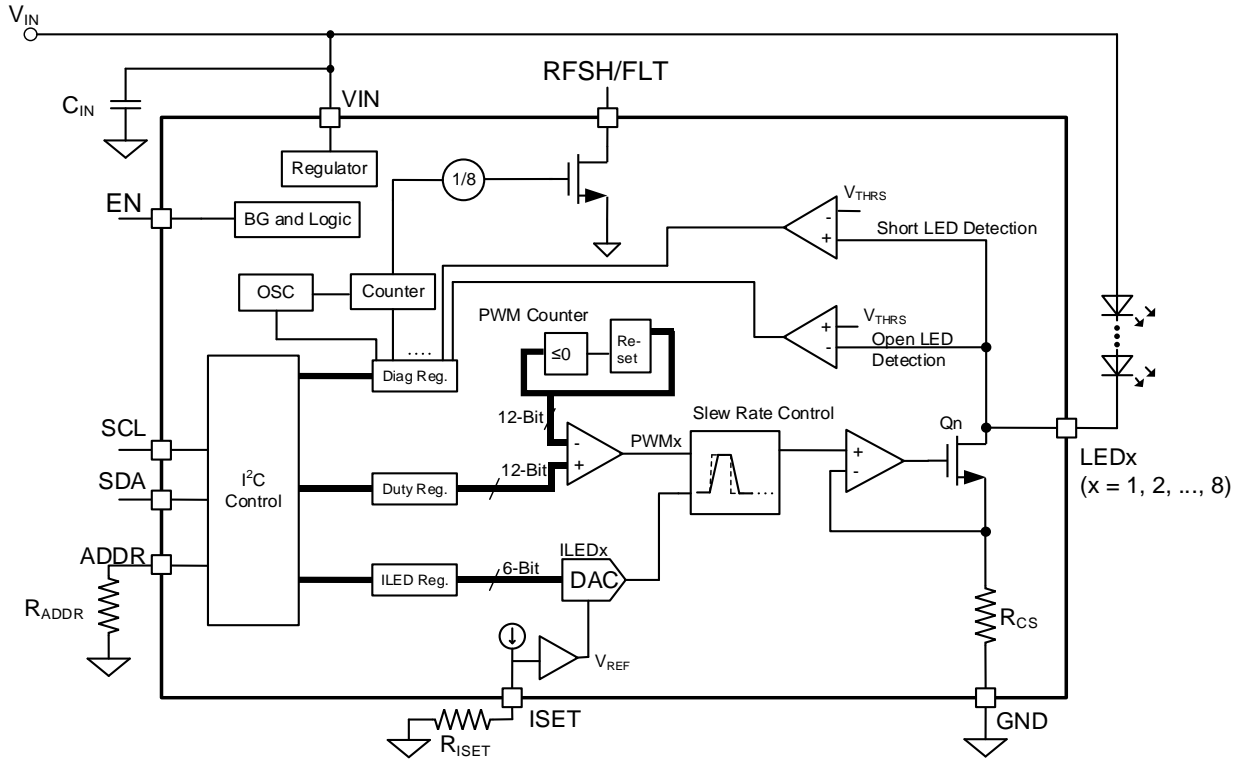 VIN
RFSH/FLT
CIN
VIN
Regulator
1/8
EN
BG and Logic
VTHRS
-
+
Short LED Detection
OSC
Counter
PWM Counter
≤0
Re-
set
+
-
VTHRS
Open LED
Detection
....
Diag Reg.
12-Bit
Slew Rate Control
Qn
SCL
SDA
I²C
Control
Duty Reg.
12-Bit
-
+
PWMx
+
-
LEDx
(x = 1, 2, ..., 8)
ADDR
RADDR
ILED Reg.
6-Bit
ILEDx
DAC
RCS
VREF
ISET
RISET
GND